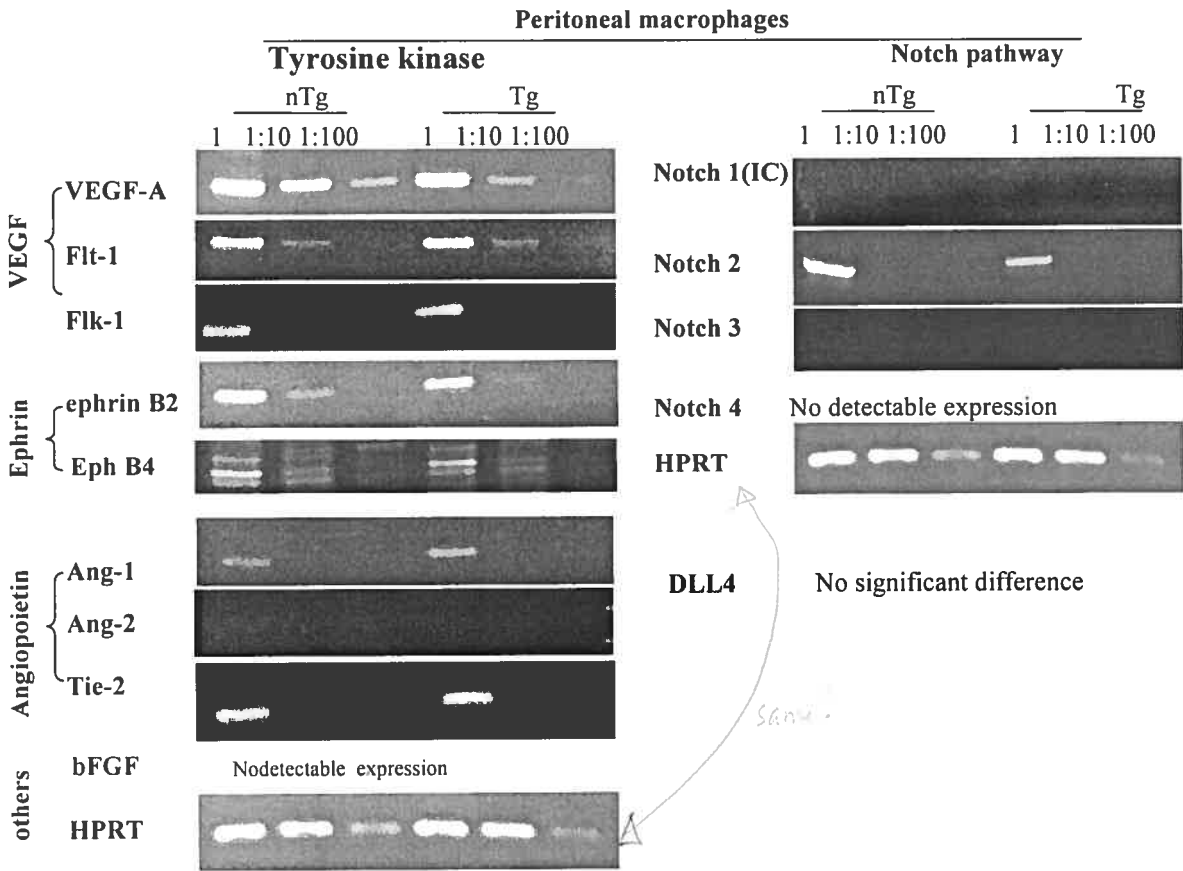 Peritoneal macrophages
Tyrosine kinase
nTg Tg
1 1:10 1:100 1 1:10 1:100
VEGF
VEGF-A
Flt-1
Flk-1
Ephrin
ephrin B2
Eph B4
Angiopoietin
Ang-1
Ang-2
Tie-2
others
bFGF Nodetectable expression
HPRT
Notch pathway
nTg Tg
1 1:10 1:100 1 1:10 1:100
Notch 1(IC)
Notch 2
Notch 3
Notch 4 No detectable expression
HPRT
DLL4 No significant difference
same